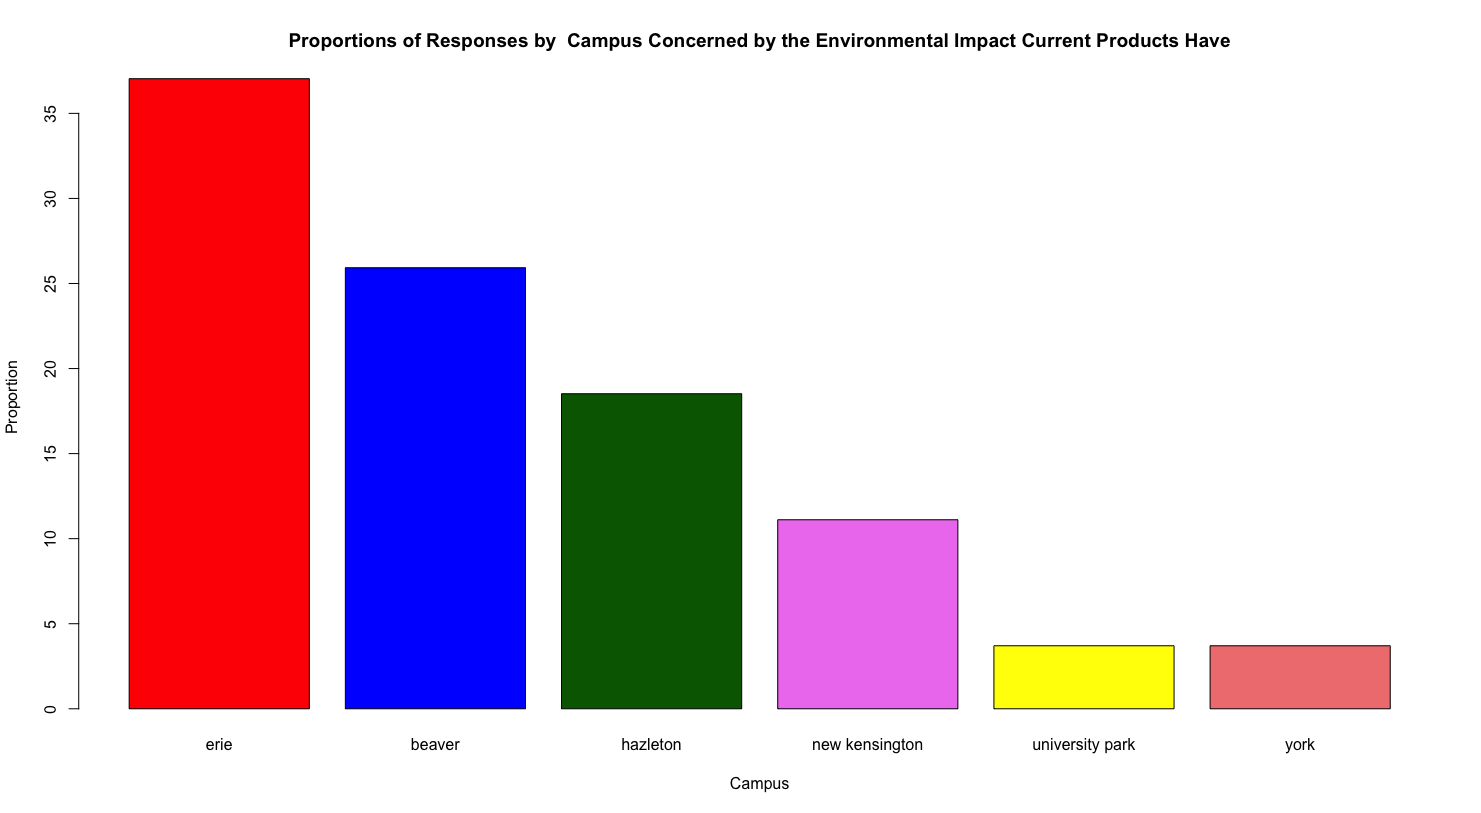 Proportions of Responses by  Campus Concerned by the Environmental Impact Current Products Have
35
30
25
20
15
10
5
0
Proportion
erie
beaver
hazleton
new kensington
university park
york
Campus